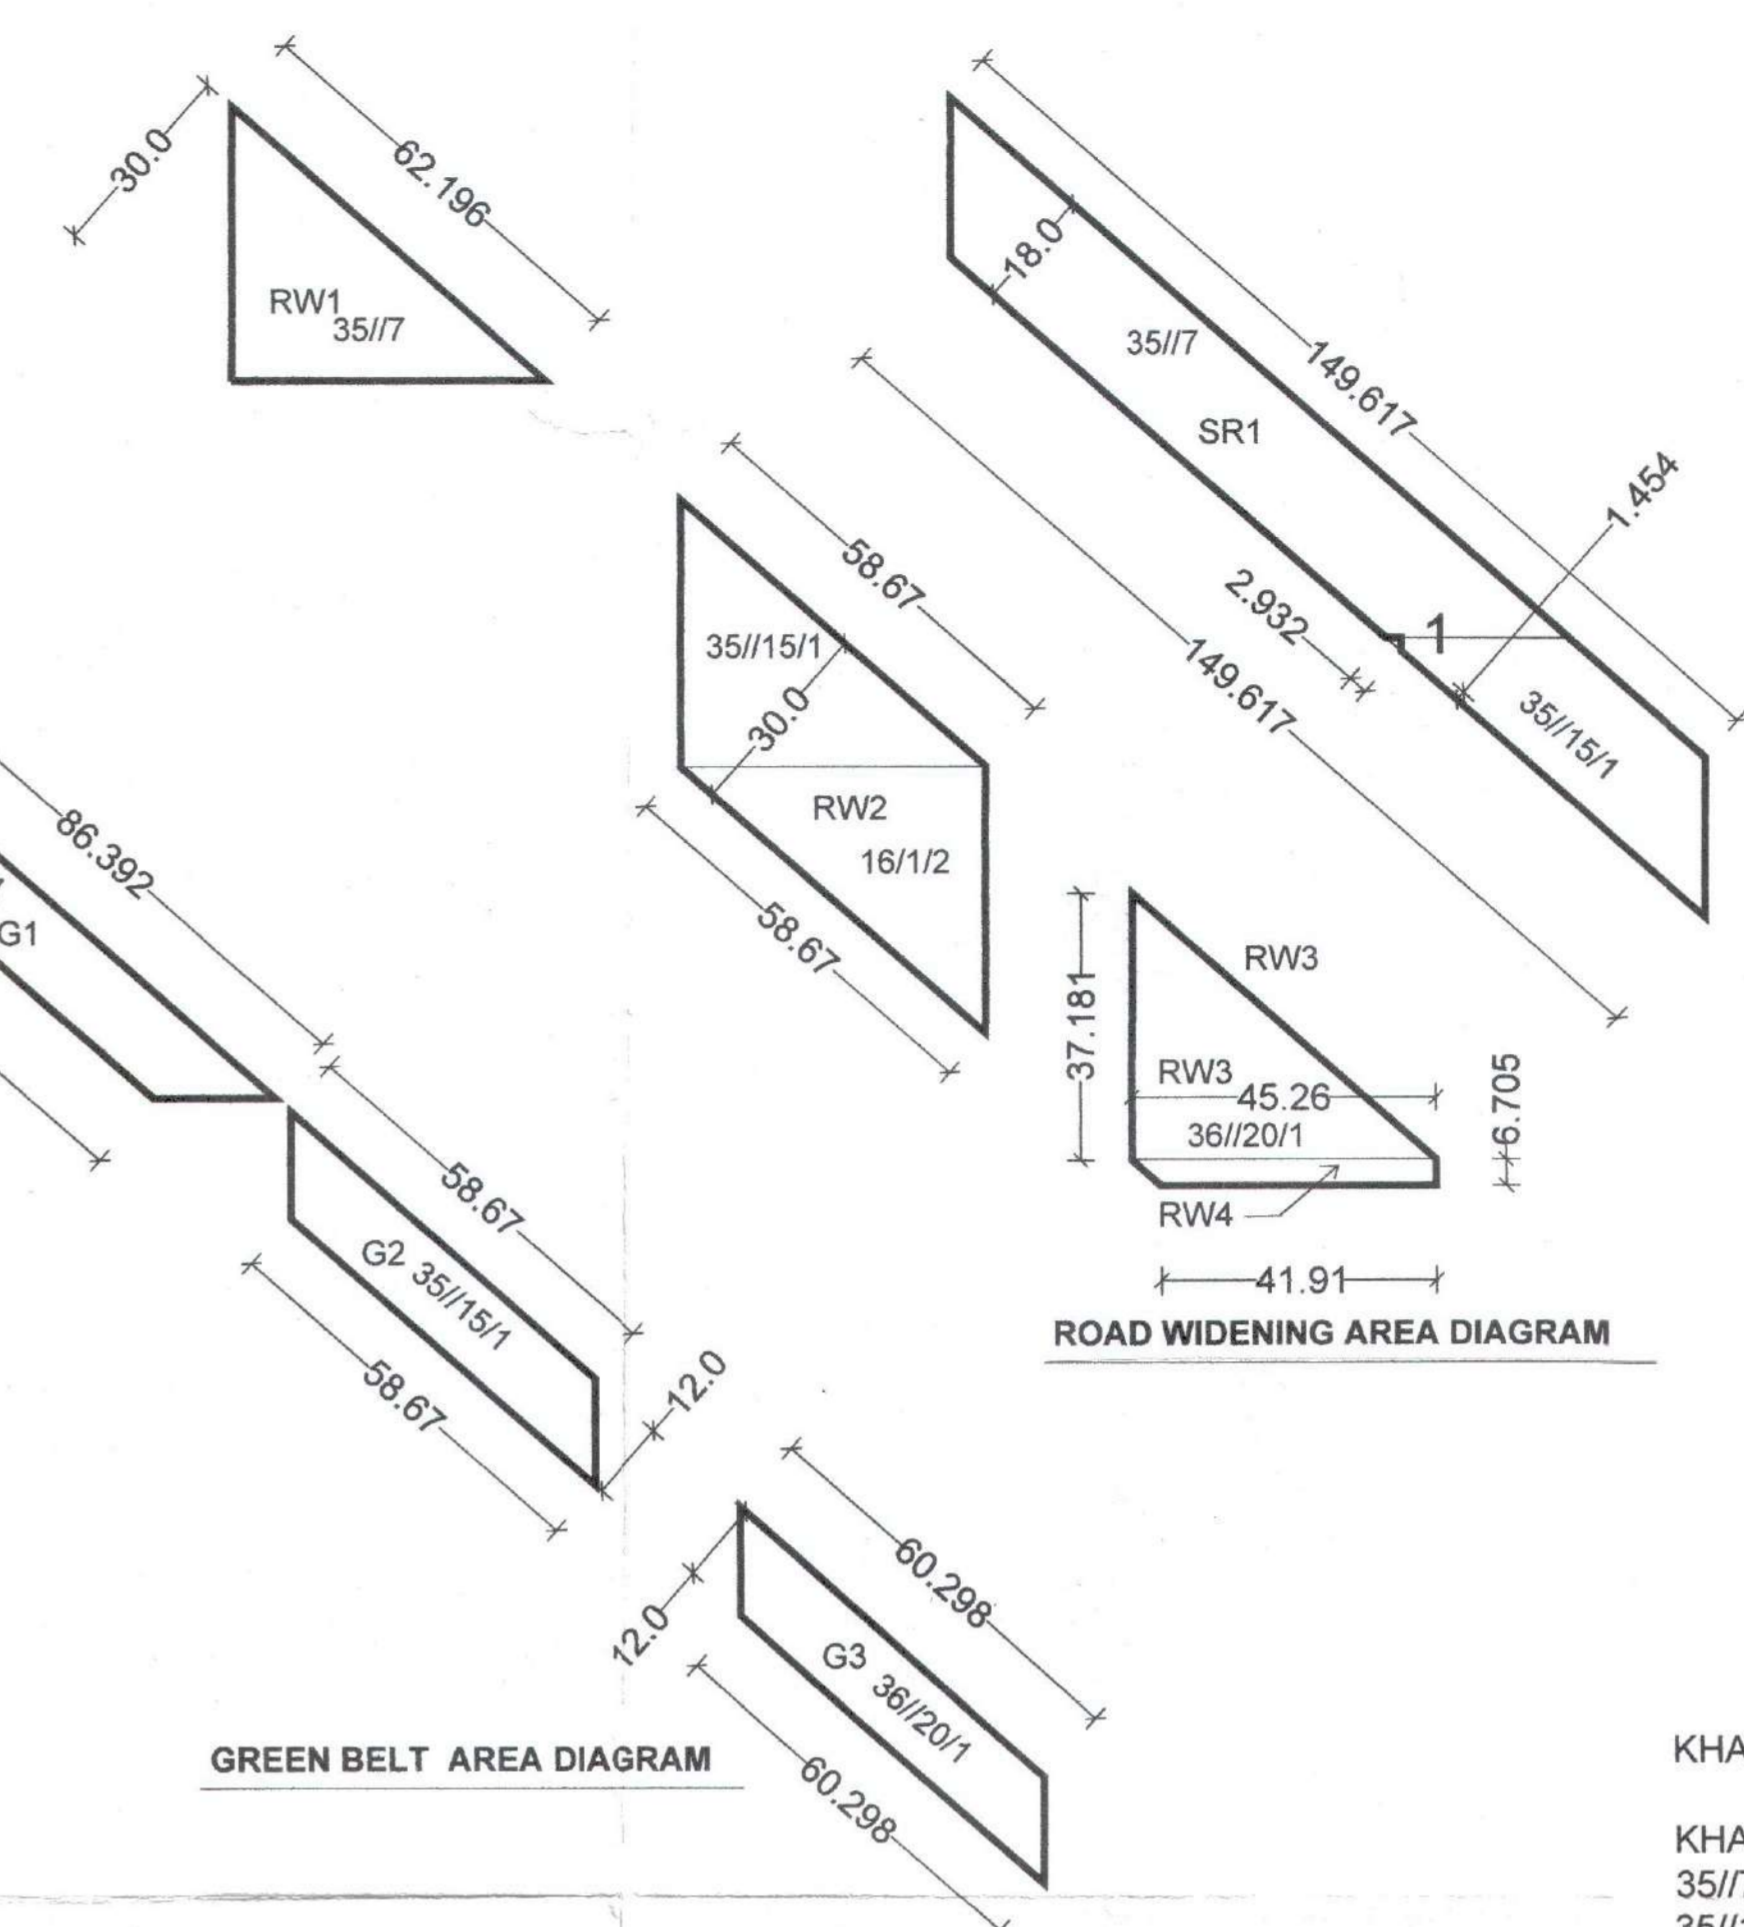 30.0
62.196
RW1
35//7
18.0
35//7
149.617
SR1
1.454
58.67
2.932
1
149.617
35//15/1
35//15/1
30.0
RW2
16/1/2
58.67
86.392
G1
RW3
37.181
RW3
45.26
6.705
36//20/1
RW4
41.91
ROAD WIDENING AREA DIAGRAM
58.67
G2 35//15/1
58.67
12.0
60.298
12.0
G3 36//20/1
60.298
GREEN BELT AREA DIAGRAM
KHA
KHA
35//7